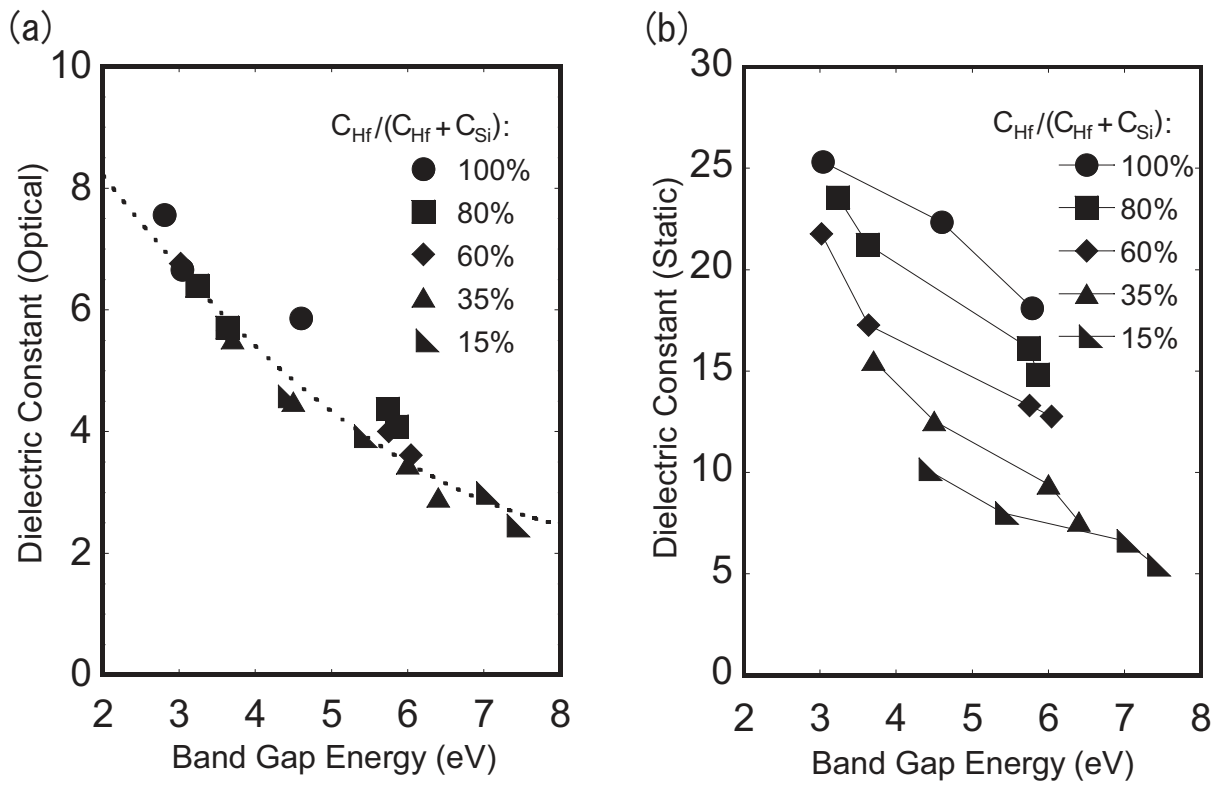 (a)
10
8
6
4
2
0
2 3 4 5 6 7 8
Dielectric Constant (Optical)
Band Gap Energy (eV)
C_Hf/(C_Hf + C_Si):
100%
80%
60%
35%
15%
(b)
30
25
20
15
10
5
0
2 3 4 5 6 7 8
Dielectric Constant (Static)
Band Gap Energy (eV)
C_Hf/(C_Hf + C_Si):
100%
80%
60%
35%
15%